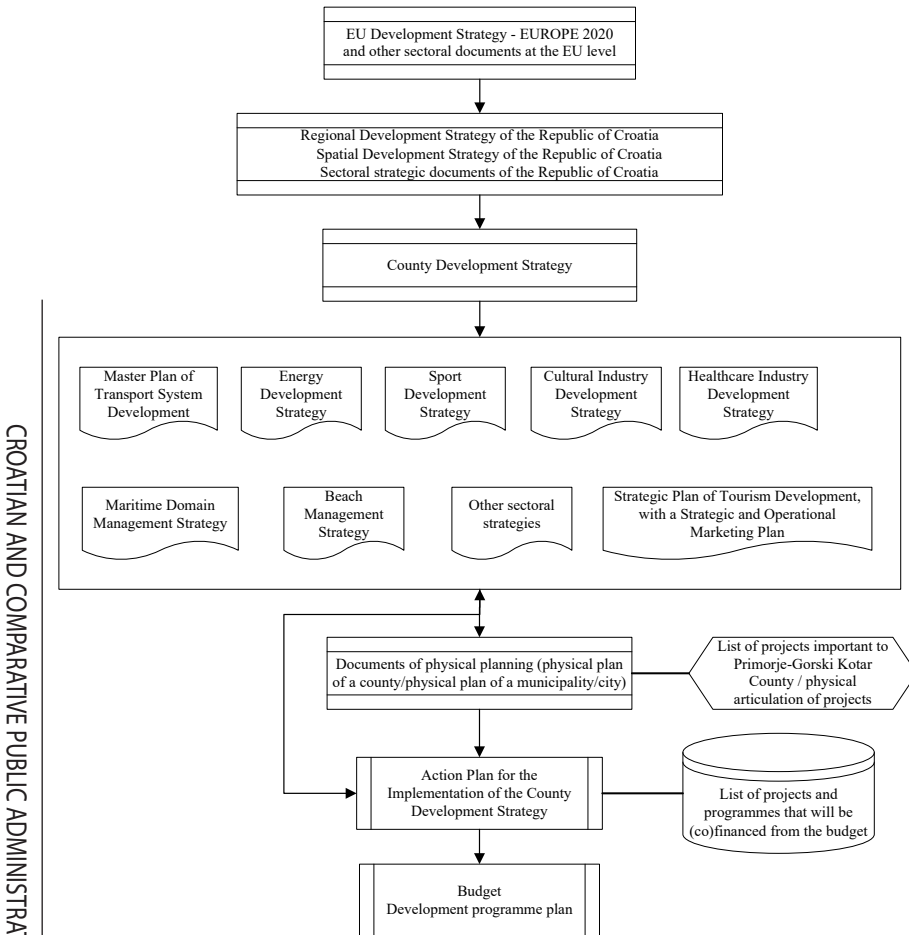 EU Development Strategy - EUROPE 2020
and other sectoral documents at the EU level
Regional Development Strategy of the Republic of Croatia
Spatial Development Strategy of the Republic of Croatia
Sectoral strategic documents of the Republic of Croatia
County Development Strategy
Master Plan of
Transport System
Development
Energy
Development
Strategy
Sport
Development
Strategy
Cultural Industry
Development
Strategy
Healthcare Industry
Development
Strategy
Maritime Domain
Management Strategy
Beach
Management
Strategy
Other sectoral
strategies
Strategic Plan of Tourism Development,
with a Strategic and Operational
Marketing Plan
Documents of physical planning (physical plan
of a county/physical plan of a municipality/city)
List of projects important to
Primorje-Gorski Kotar
County / physical
articulation of projects
Action Plan for the
Implementation of the County
Development Strategy
List of projects and
programmes that will be
(co)financed from the budget
Budget
Development programme plan
CROATIAN AND COMPARATIVE PUBLIC